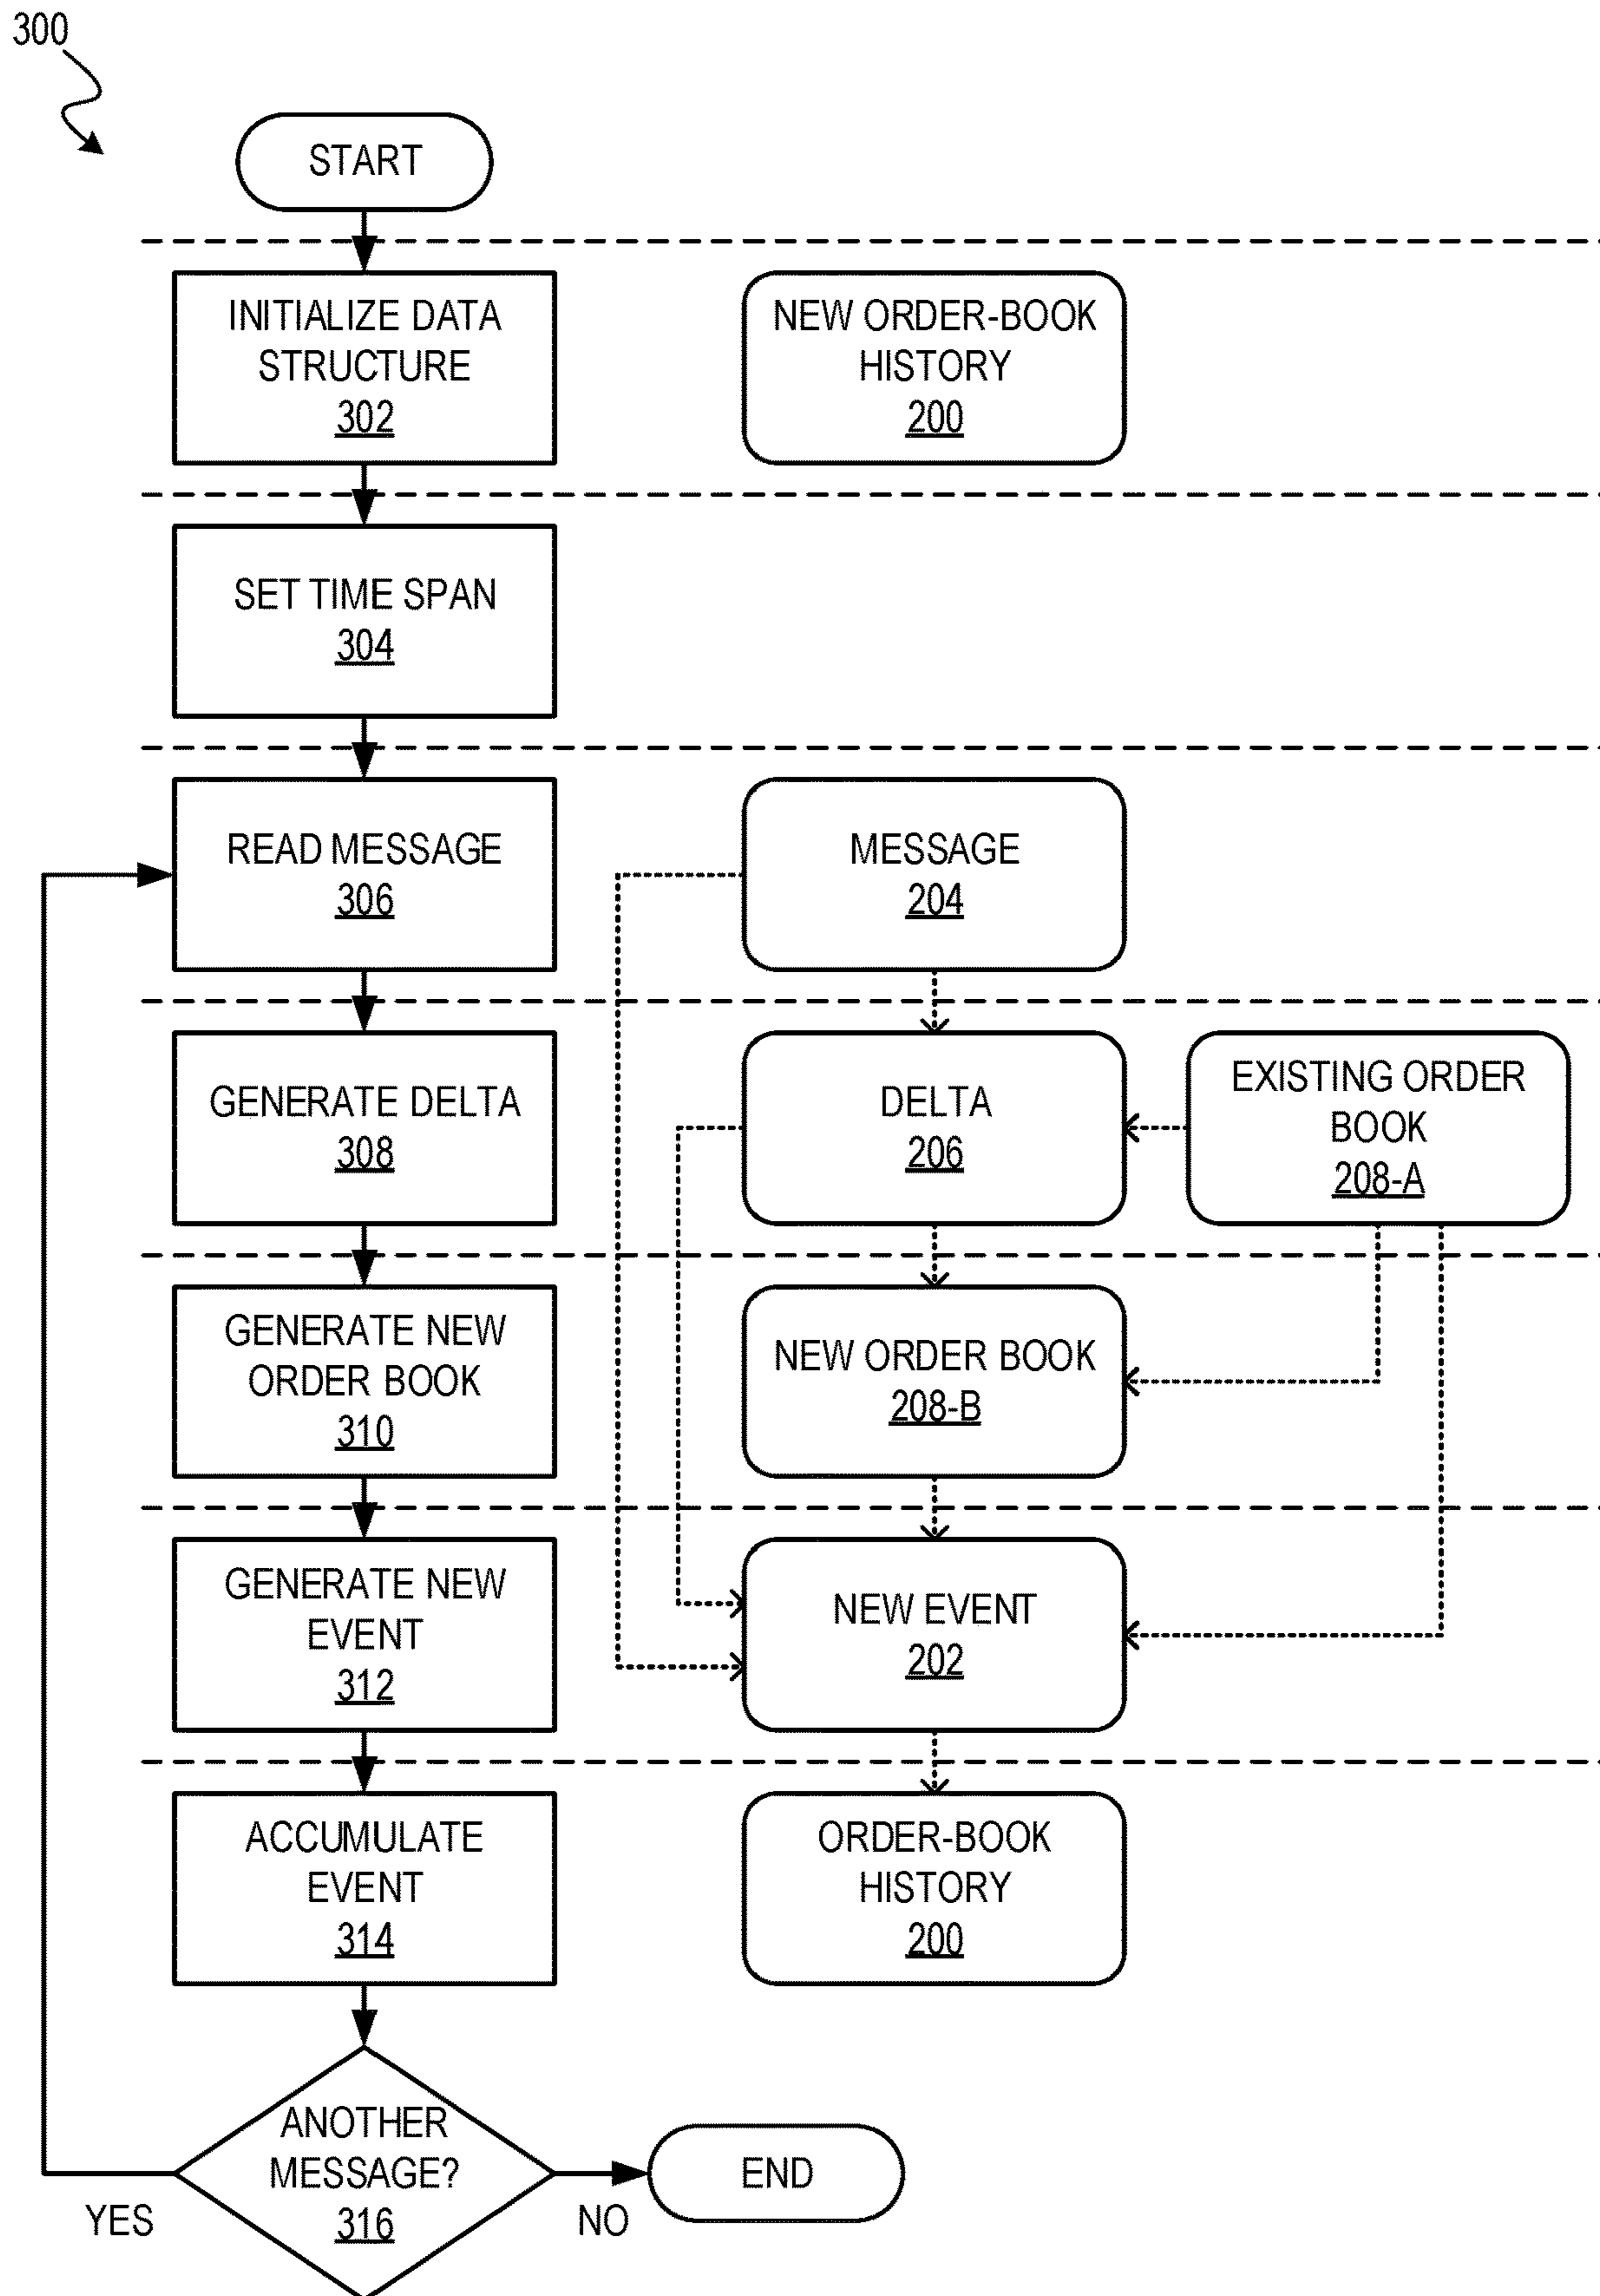 300
START
INITIALIZE DATA
STRUCTURE
302
NEW ORDER-BOOK
HISTORY
200
SET TIME SPAN
304
READ MESSAGE
306
MESSAGE
204
GENERATE DELTA
308
DELTA
206
EXISTING ORDER
BOOK
208-A
GENERATE NEW
ORDER BOOK
310
NEW ORDER BOOK
208-B
GENERATE NEW
EVENT
312
NEW EVENT
202
ACCUMULATE
EVENT
314
ORDER-BOOK
HISTORY
200
ANOTHER
MESSAGE?
316
YES
NO
END